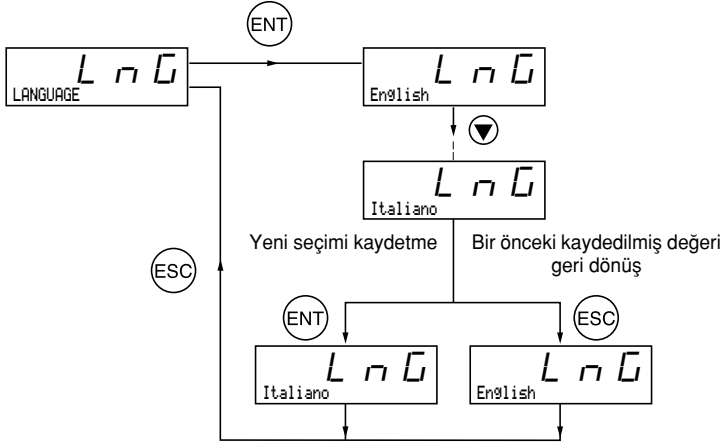 ENT
LnG
LANGUAGE
LnG
English
LnG
Italiano
Yeni seçimi kaydetme
Bir önceki kaydedilmiş değeri
geri dönüş
ESC
ENT
ESC
LnG
Italiano
LnG
English